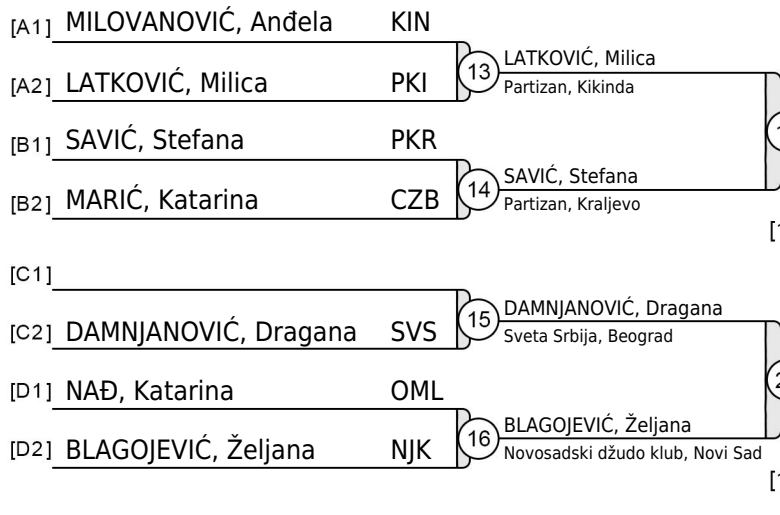 [A1] MILOVANOVIĆ, Anđela KIN
[A2] LATKOVIĆ, Milica PKI
13 LATKOVIĆ, Milica
Partizan, Kikinda
[B1] SAVIĆ, Stefana PKR
[B2] MARIĆ, Katarina CZB
14 SAVIĆ, Stefana
Partizan, Kraljevo
[C1]
[C2] DAMNJANOVIĆ, Dragana SVS
15 DAMNJANOVIĆ, Dragana
Sveta Srbija, Beograd
[D1] NAĐ, Katarina OML
[D2] BLAGOJEVIĆ, Željana NJK
16 BLAGOJEVIĆ, Željana
Novosadski džudo klub, Novi Sad